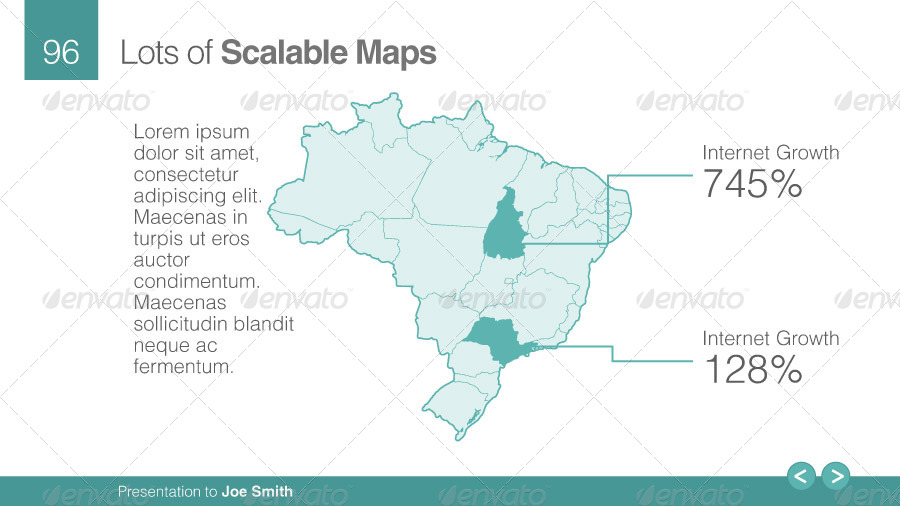 96
Lots of Scalable Maps
Lorem ipsum
dolor sit amet,
consectetur
adipiscing elit.
Maecenas in
turpis ut eros
auctor
condimentum.
Maecenas
sollicitudin blandit
neque ac
fermentum.
Internet Growth
745%
Internet Growth
128%
Presentation to Joe Smith
< >
envato envato envato envato envato
envato envato envato envato envato
envato envato envato envato envato